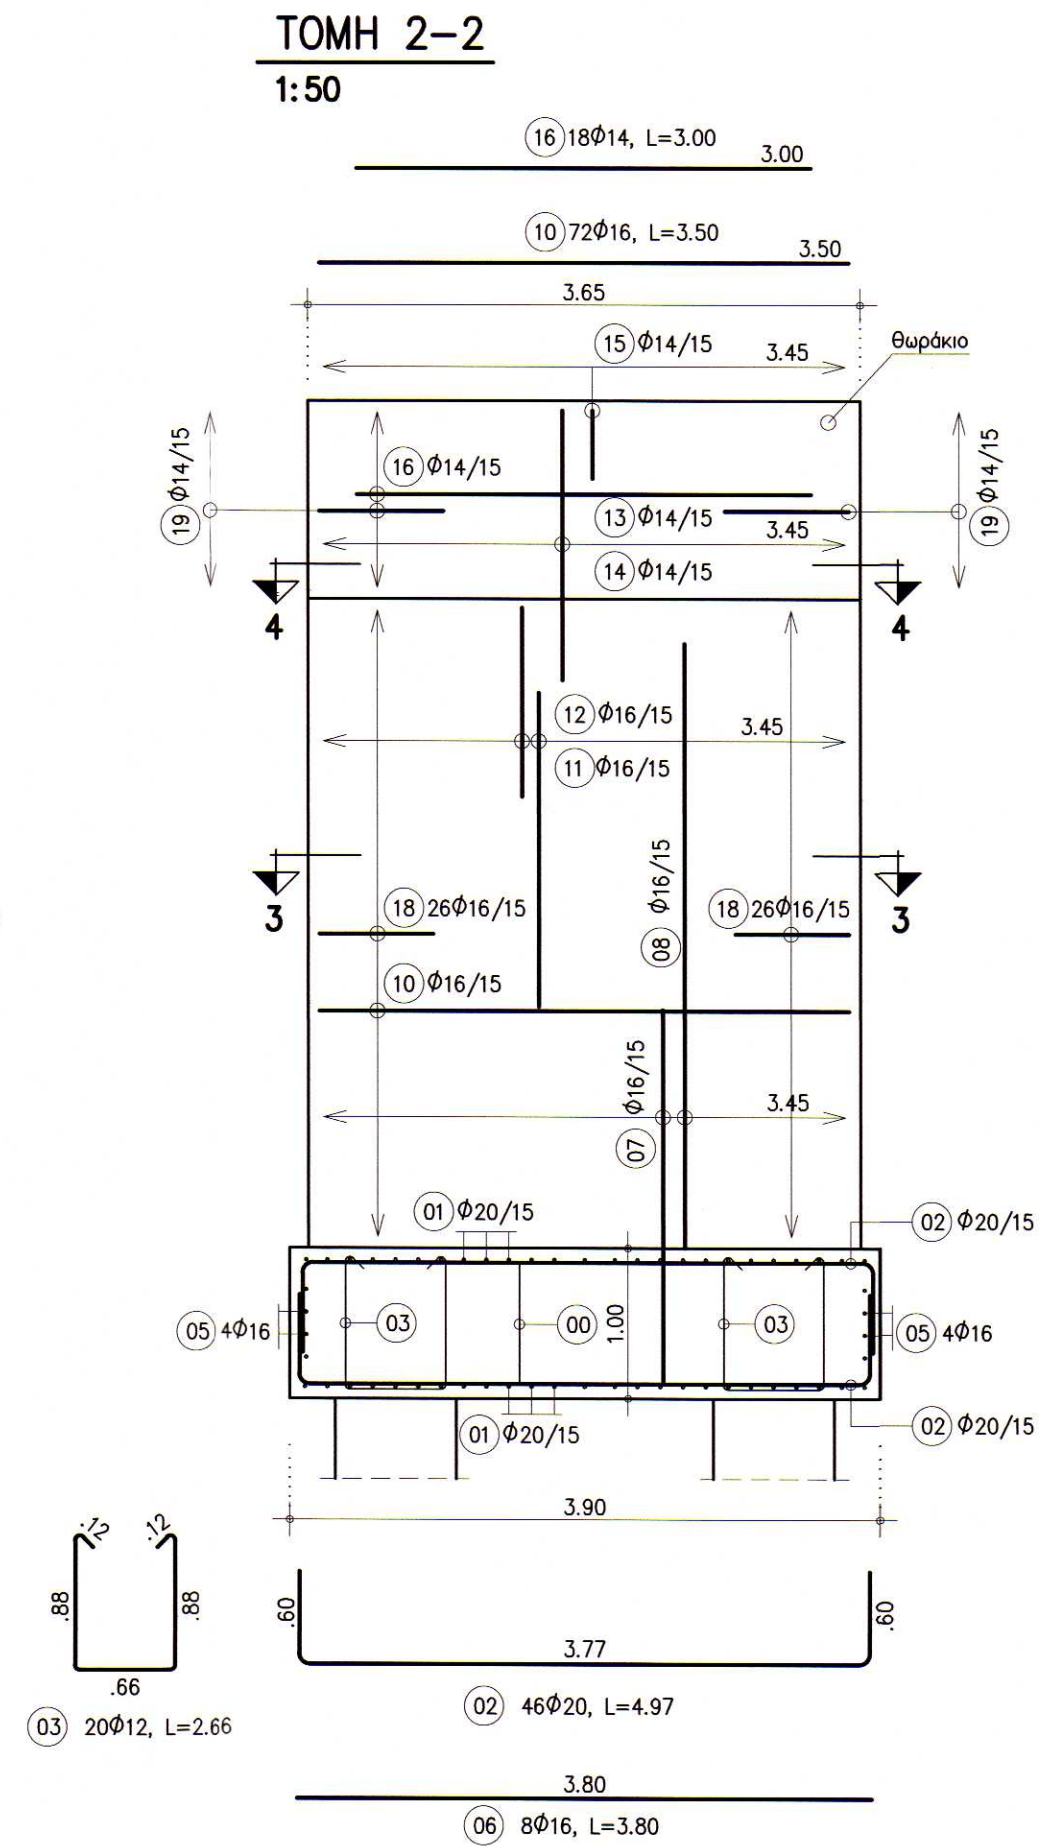 ΤΟΜΗ 2-2
1:50
16 18Φ14, L=3.00
3.00
10 72Φ16, L=3.50
3.50
3.65
15 Φ14/15
3.45
θωράκιο
19 Φ14/15
16 Φ14/15
19 Φ14/15
13 Φ14/15
3.45
14 Φ14/15
4
4
12 Φ16/15
3.45
11 Φ16/15
08 Φ16/15
3
18 26Φ16/15
18 26Φ16/15
3
10 Φ16/15
07 Φ16/15
3.45
01 Φ20/15
02 Φ20/15
05 4Φ16
03
00
1.00
03
05 4Φ16
01 Φ20/15
02 Φ20/15
3.90
.12
.12
.88
.88
.66
03 20Φ12, L=2.66
.60
3.77
.60
02 46Φ20, L=4.97
3.80
06 8Φ16, L=3.80